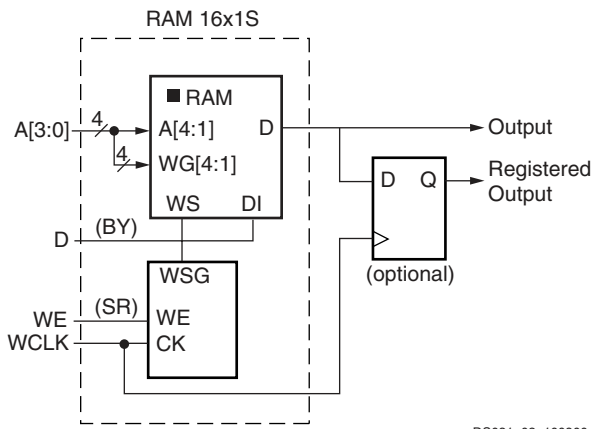 RAM 16x1S
RAM
A[3:0]
4
A[4:1]
D
Output
4
WG[4:1]
D
Q
Registered
Output
WS
DI
D
(BY)
(optional)
WSG
WE
(SR)
WE
WCLK
CK